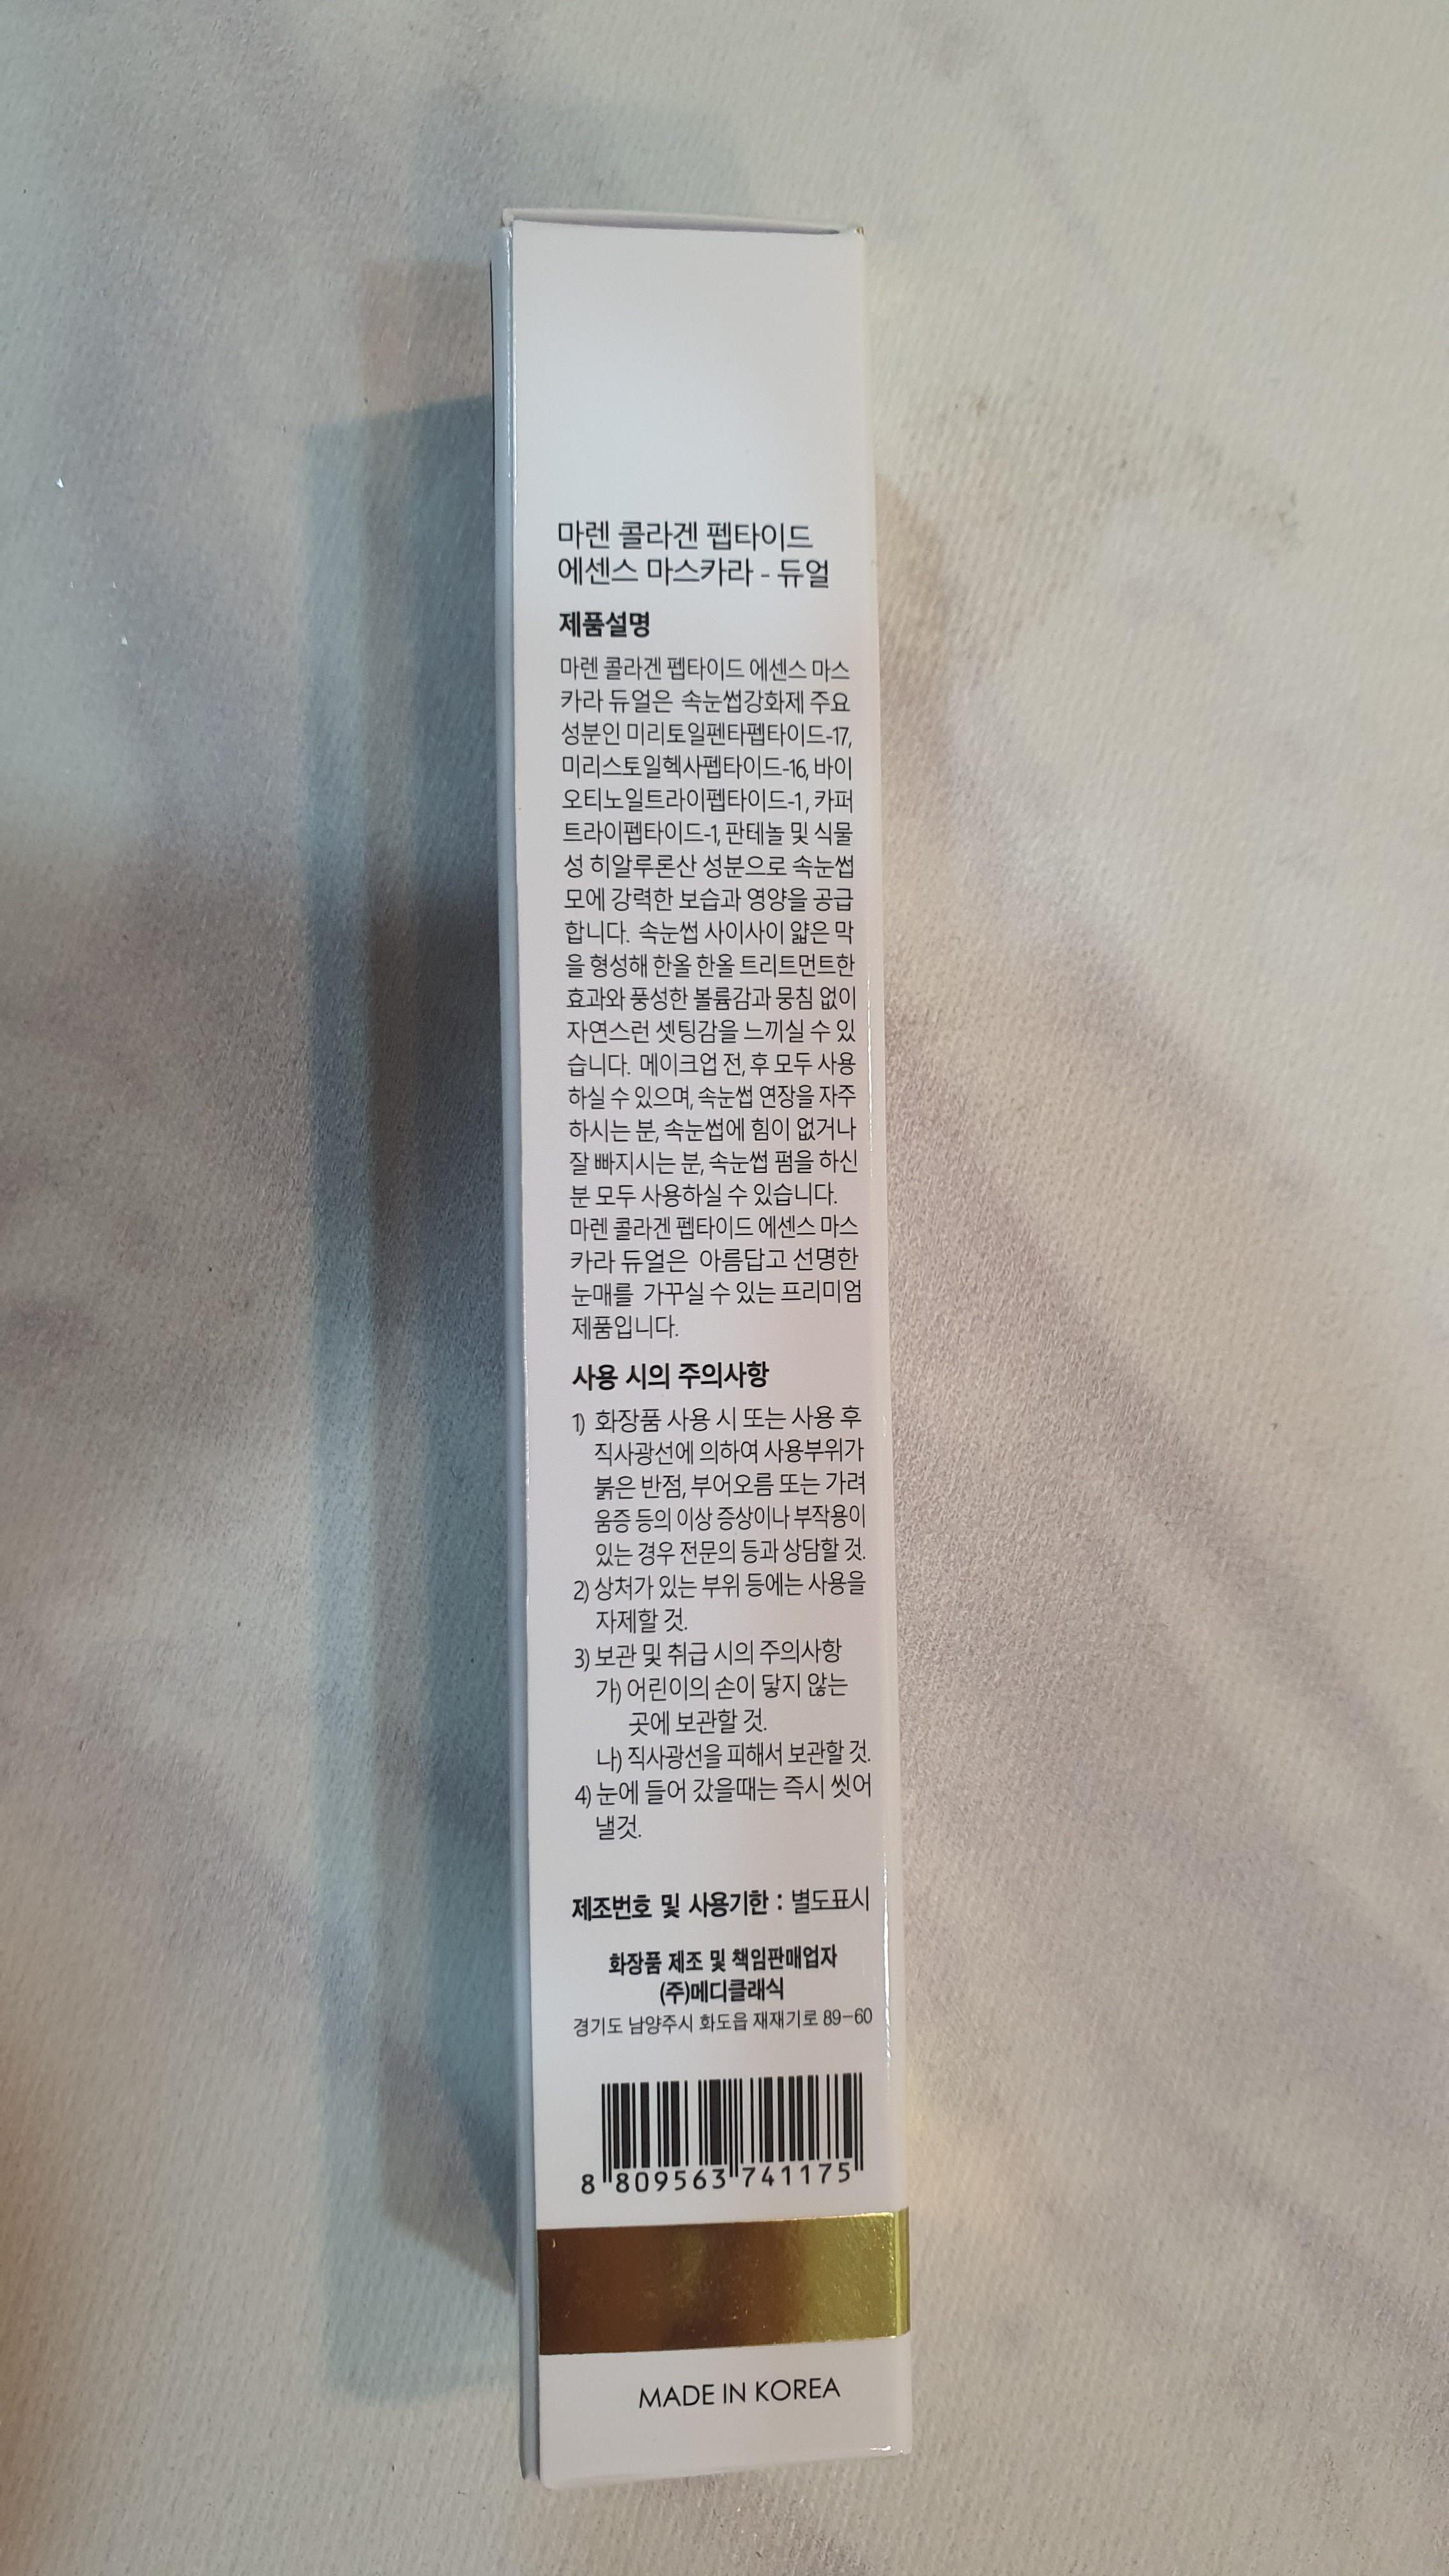 마렌 콜라겐 펩타이드
에센스 마스카라 - 듀얼
제품설명
마렌 콜라겐 펩타이드 에센스 마스
카라 듀얼은 속눈썹강화제 주요
성분인 미리토일펜타펩타이드-17,
미리스토일헥사펩타이드-16, 바이
오티노일트라이펩타이드-1, 카퍼
트라이펩타이드-1, 판테놀 및 식물
성 히알루론산 성분으로 속눈썹
모에 강력한 보습과 영양을 공급
합니다. 속눈썹 사이사이 얇은 막
을 형성해 한올 한올 트리트먼트한
효과와 풍성한 볼륨감과 뭉침 없이
자연스런 셋팅감을 느끼실 수 있
습니다. 메이크업 전, 후 모두 사용
하실 수 있으며, 속눈썹 연장을 자주
하시는 분, 속눈썹에 힘이 없거나
잘 빠지시는 분, 속눈썹 펌을 하신
분 모두 사용하실 수 있습니다.
마렌 콜라겐 펩타이드 에센스 마스
카라 듀얼은 아름답고 선명한
눈매를 가꾸실 수 있는 프리미엄
제품입니다.
사용 시의 주의사항
1) 화장품 사용 시 또는 사용 후
직사광선에 의하여 사용부위가
붉은 반점, 부어오름 또는 가려
움증 등의 이상 증상이나 부작용이
있는 경우 전문의 등과 상담할 것.
2) 상처가 있는 부위 등에는 사용을
자제할 것.
3) 보관 및 취급 시의 주의사항
가) 어린이의 손이 닿지 않는
곳에 보관할 것.
나) 직사광선을 피해서 보관할 것.
4) 눈에 들어 갔을때는 즉시 씻어
낼것.
제조번호 및 사용기한 : 별도표시
화장품 제조 및 책임판매업자
(주)메디클래식
경기도 남양주시 화도읍 재재기로 89-60
8 809563 741175
MADE IN KOREA